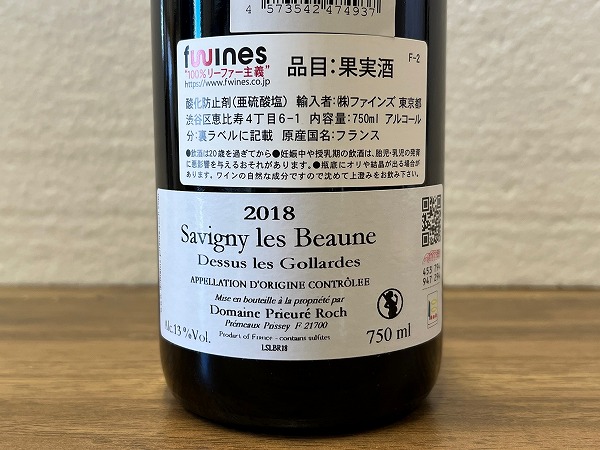 4 573542 474937
F-2
fwines
"100%リーファー主義"
https://www.fwines.co.jp
品目:果実酒
酸化防止剤(亜硫酸塩) 輸入者:㈱ファインズ 東京都
渋谷区恵比寿4丁目6-1 内容量:750ml アルコール
分:裏ラベルに記載 原産国名:フランス
●飲酒は20歳を過ぎてから●妊娠中や授乳期の飲酒は、胎児・乳児の発育
に悪影響を与えるおそれがあります。●瓶底にオリや結晶が出る場合が
あります。ワインの自然な成分ですので沈めて上澄みをお飲み下さい。
2018
Savigny les Beaune
Dessus les Gollardes
APPELLATION D'ORIGINE CONTRÔLEE
Mise en bouteille à la propriété par
Domaine Prieuré Roch
Prémeaux Prissey F 21700
Alc.13 %Vol.
750 ml
Product of France - contains sulfites
LSLBR18
453 794
947 294